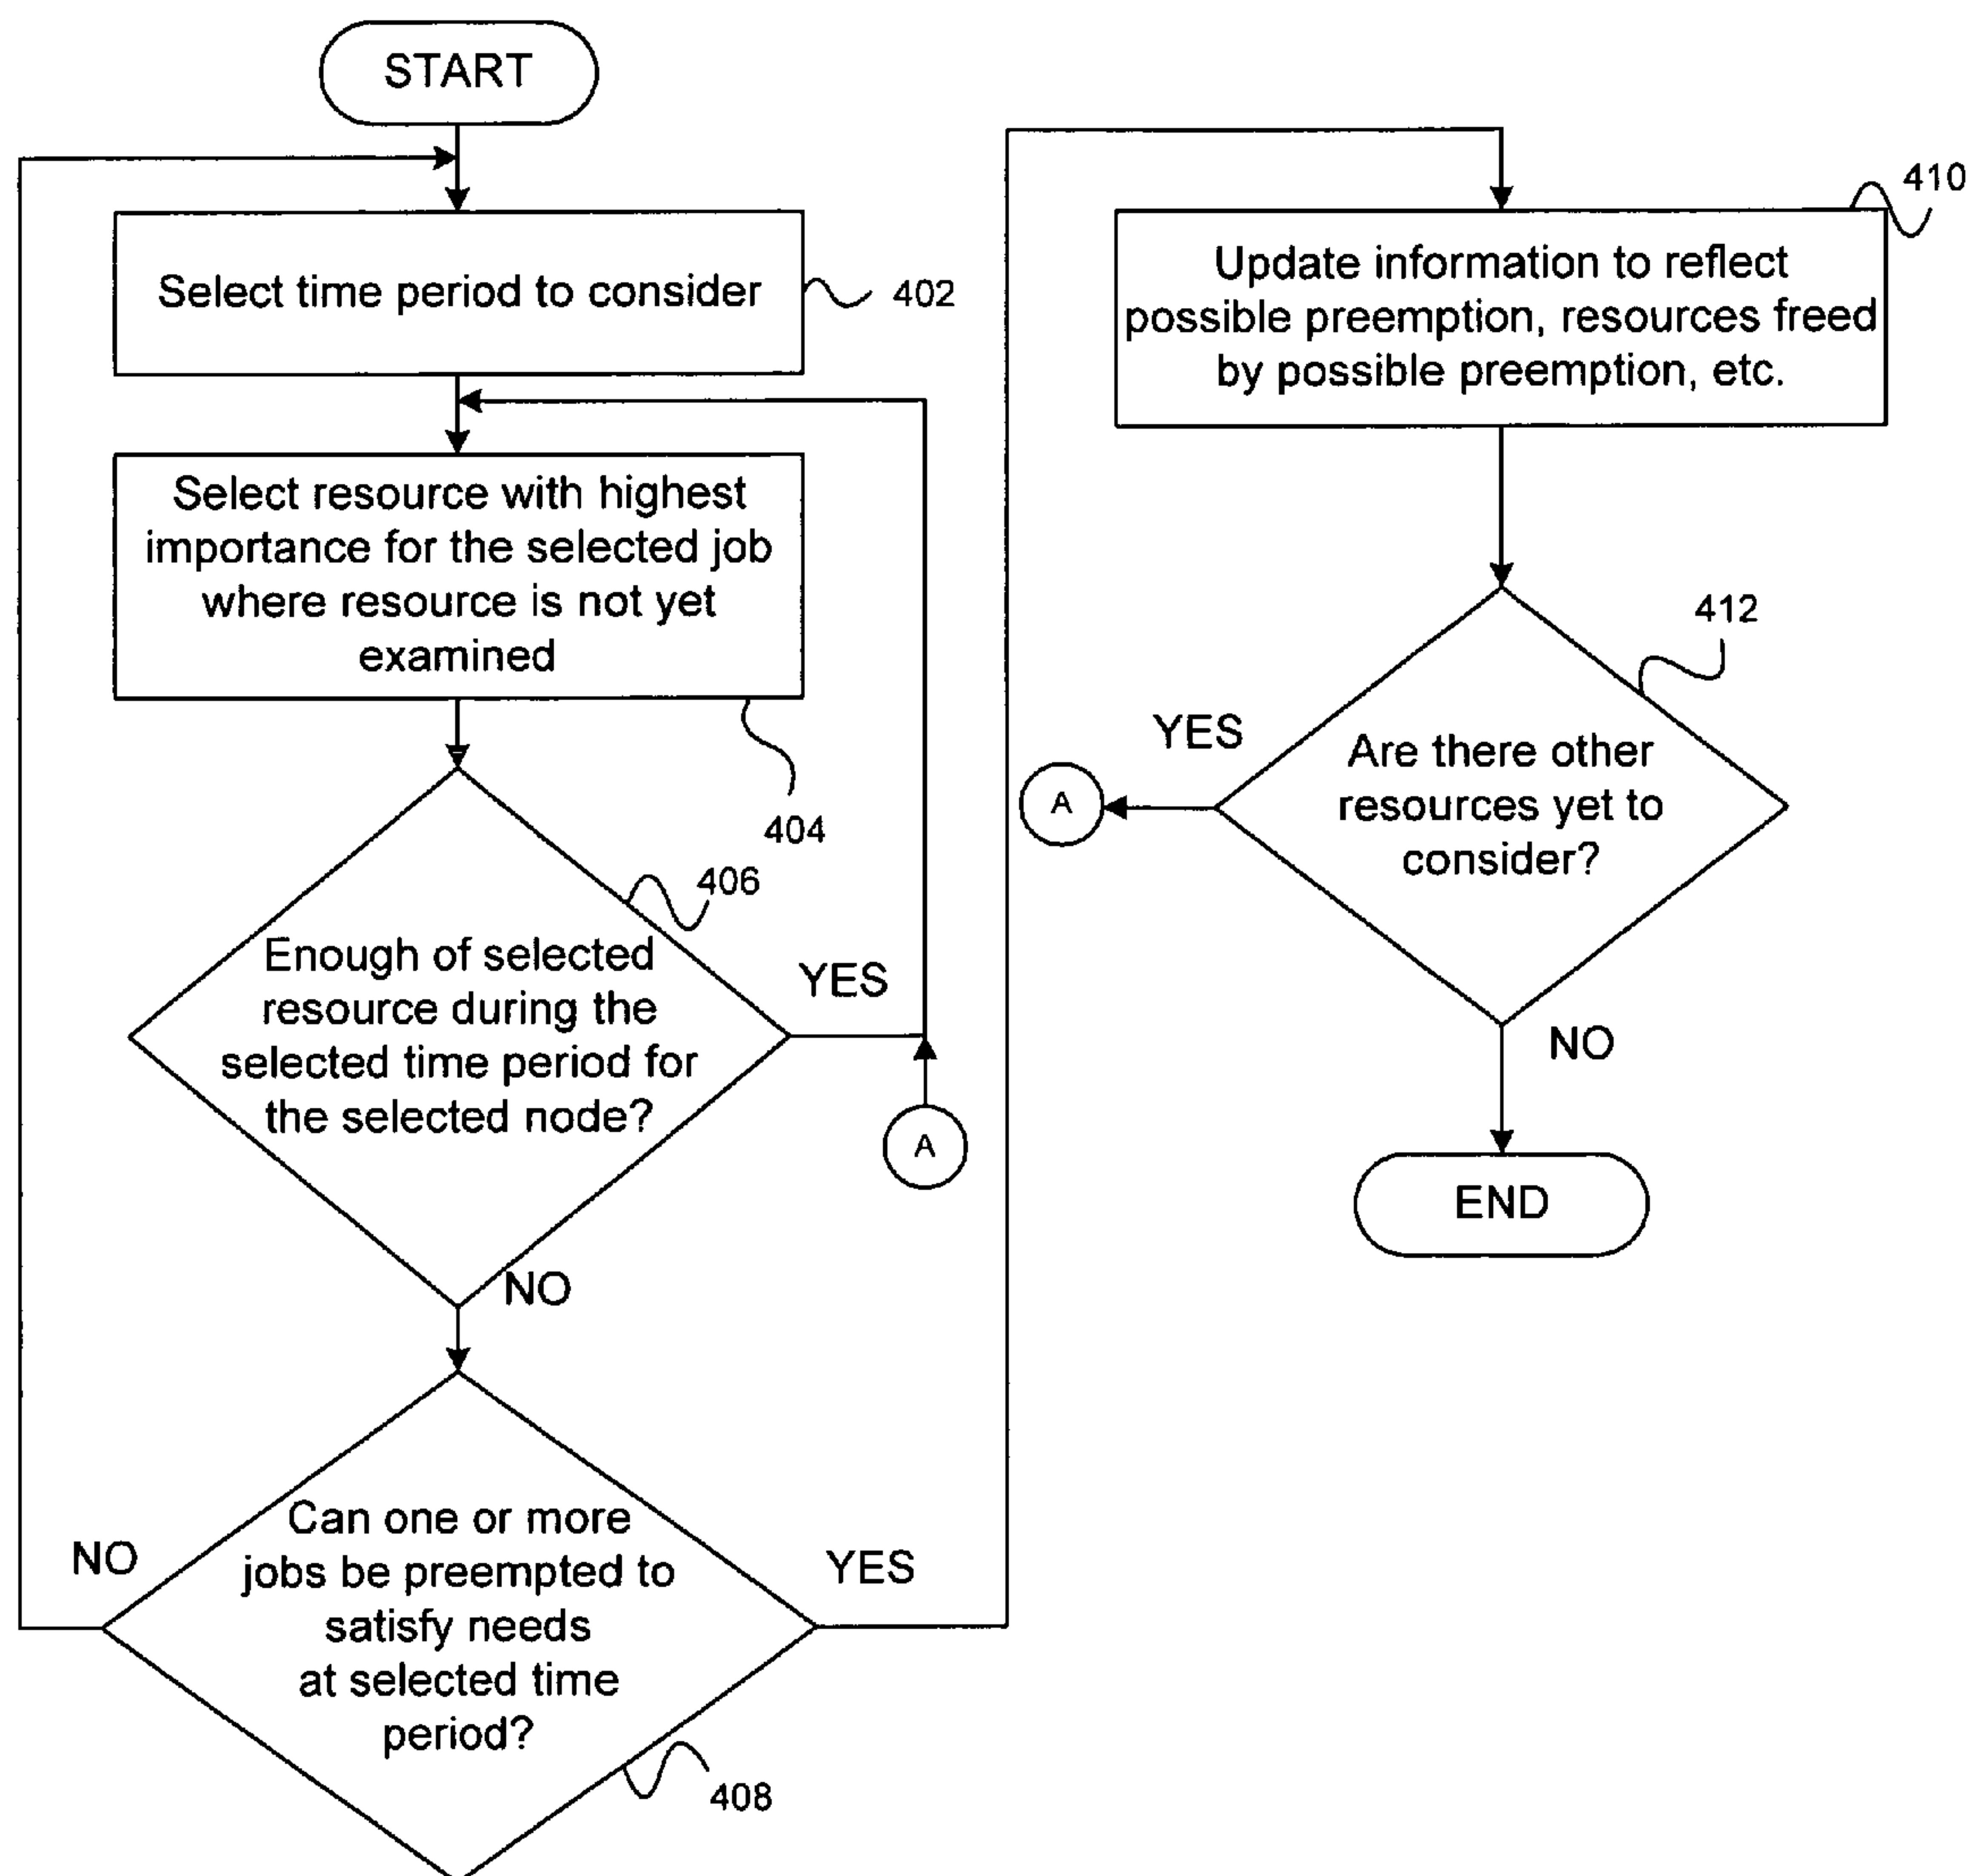 START
Select time period to consider
402
Select resource with highest
importance for the selected job
where resource is not yet
examined
404
406
Enough of selected
resource during the
selected time period for
the selected node?
YES
A
NO
Can one or more
jobs be preempted to
satisfy needs
at selected time
period?
NO
YES
408
410
Update information to reflect
possible preemption, resources freed
by possible preemption, etc.
412
Are there other
resources yet to
consider?
YES
A
NO
END